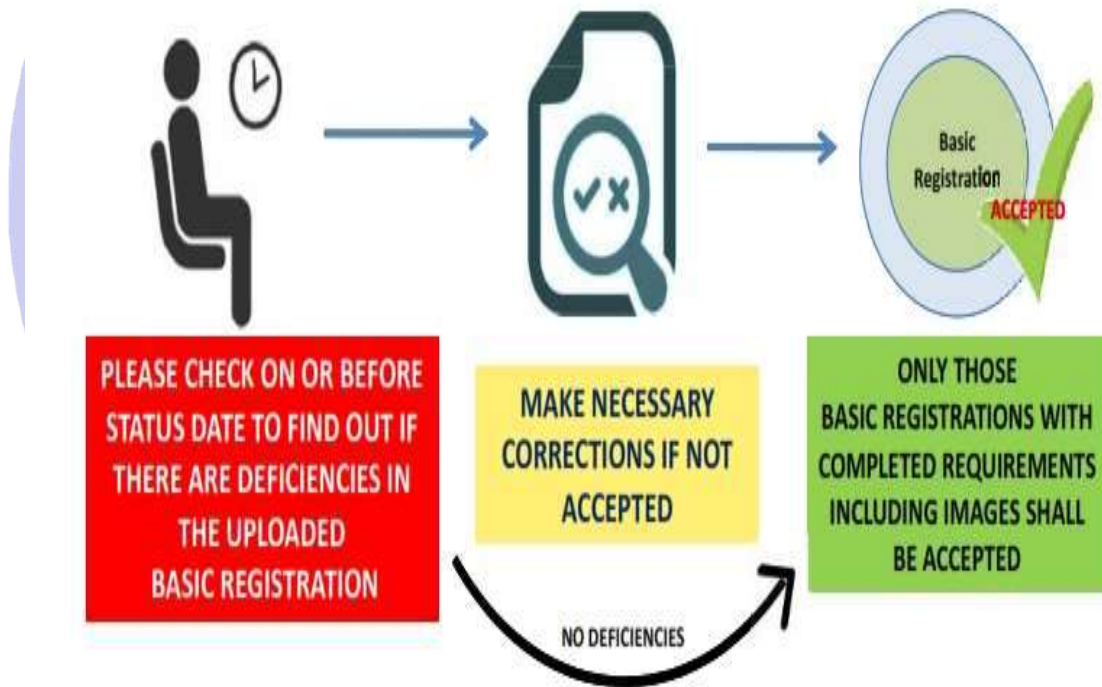 Basic
Registration
ACCEPTED
PLEASE CHECK ON OR BEFORE
STATUS DATE TO FIND OUT IF
THERE ARE DEFICIENCIES IN
THE UPLOADED
BASIC REGISTRATION
MAKE NECESSARY
CORRECTIONS IF NOT
ACCEPTED
ONLY THOSE
BASIC REGISTRATIONS WITH
COMPLETED REQUIREMENTS
INCLUDING IMAGES SHALL
BE ACCEPTED
NO DEFICIENCIES